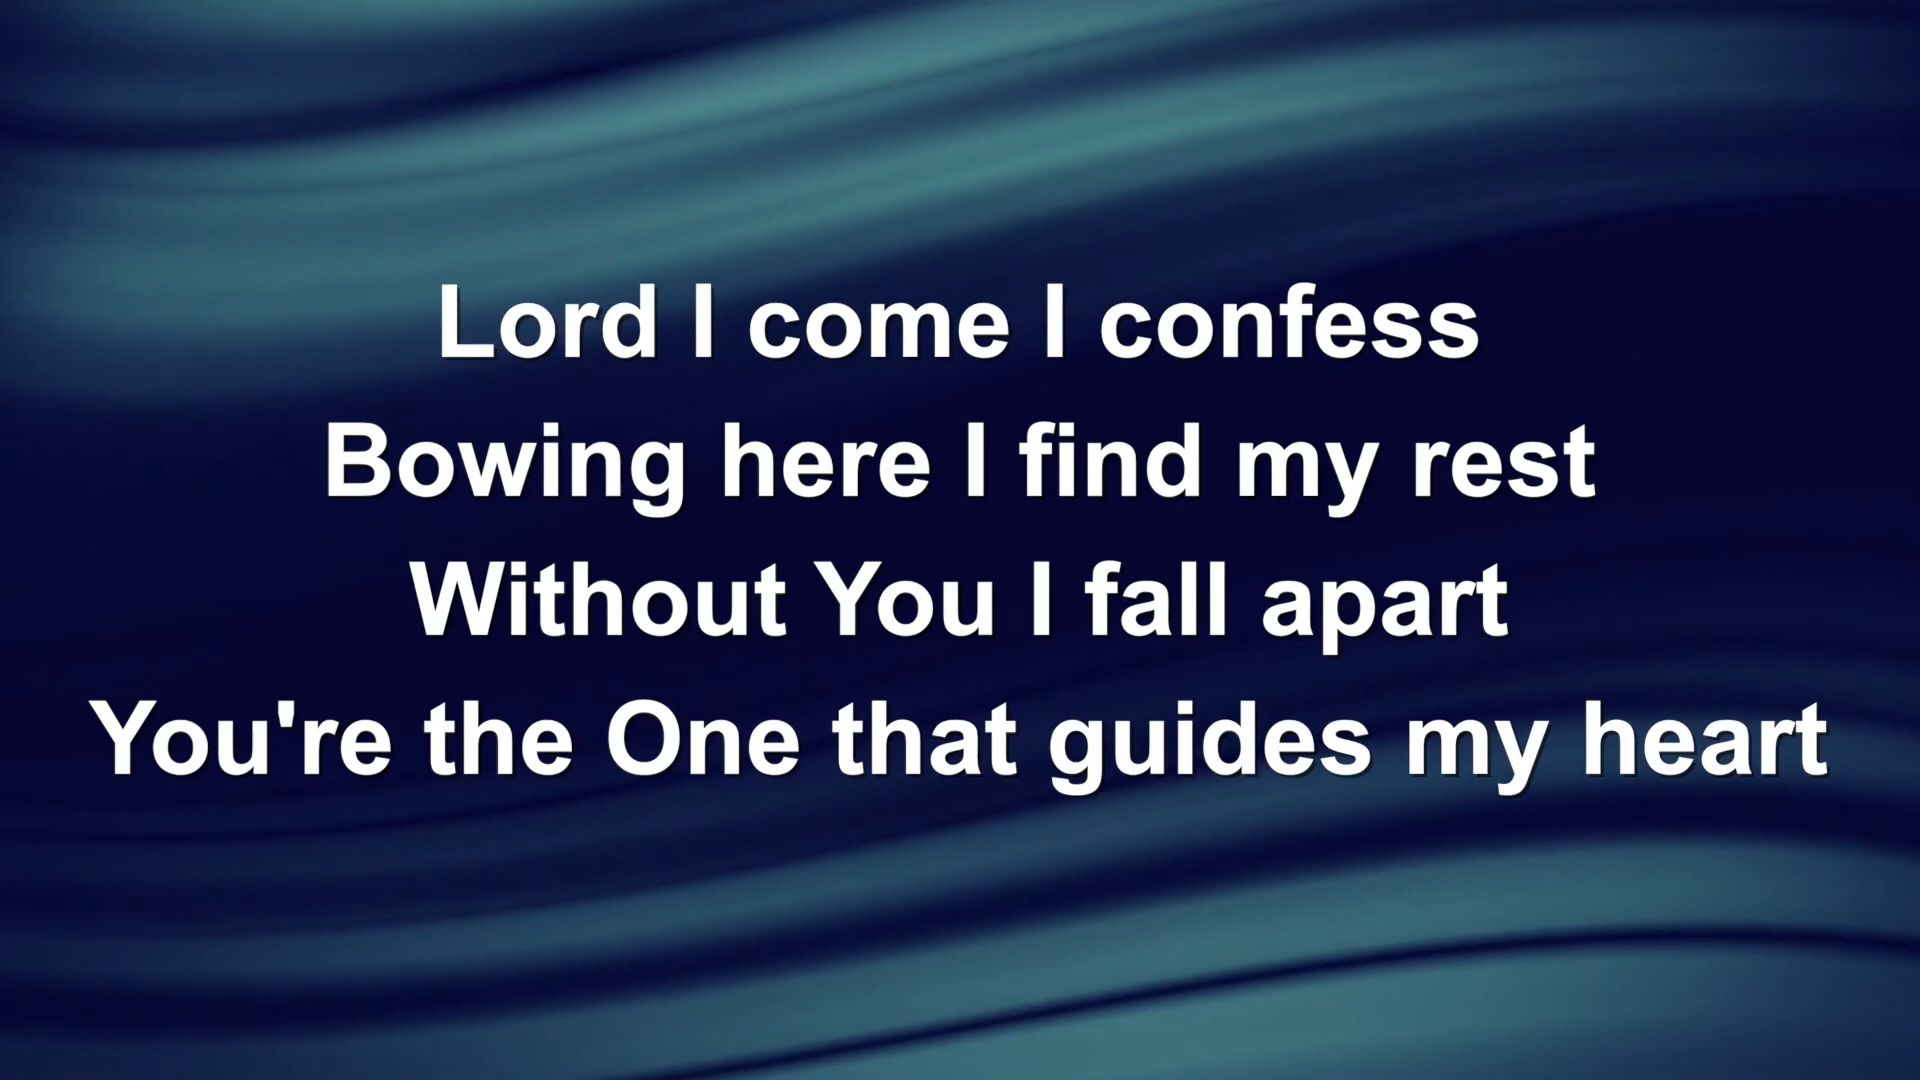 Lord I come I confess
Bowing here I find my rest
Without You I fall apart
You're the One that guides my heart